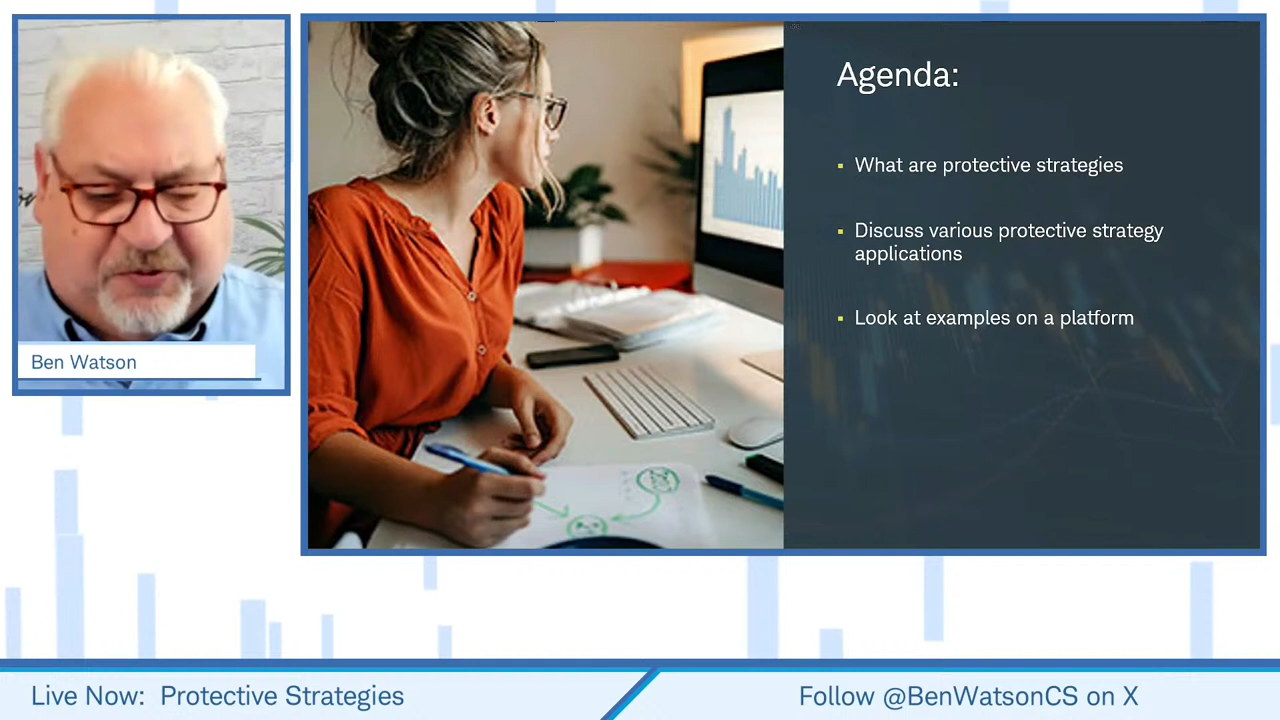 Agenda:
▪ What are protective strategies
▪ Discuss various protective strategy
applications
▪ Look at examples on a platform
Ben Watson
Live Now: Protective Strategies
Follow @BenWatsonCS on X